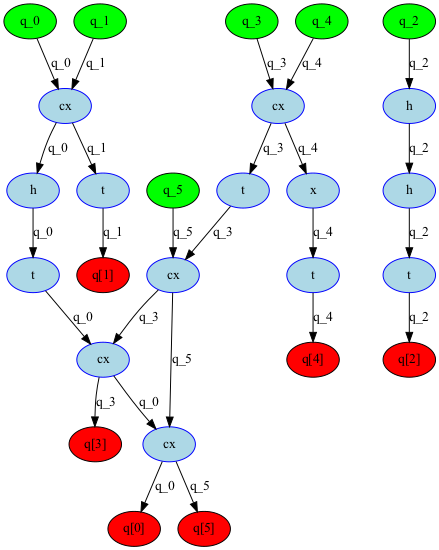 q_0 q_1 q_3 q_4 q_2
q_0 q_1 q_3 q_4 q_2
cx cx h
q_0 q_1 q_3 q_4 q_2
h t q_5 t x h
q_0 q_1 q_5 q_3 q_4 q_2
t q[1] cx t t
q_0 q_3 q_5 q_4 q_2
cx q[4] q[2]
q_3 q_0
q[3] cx
q_0 q_5
q[0] q[5]